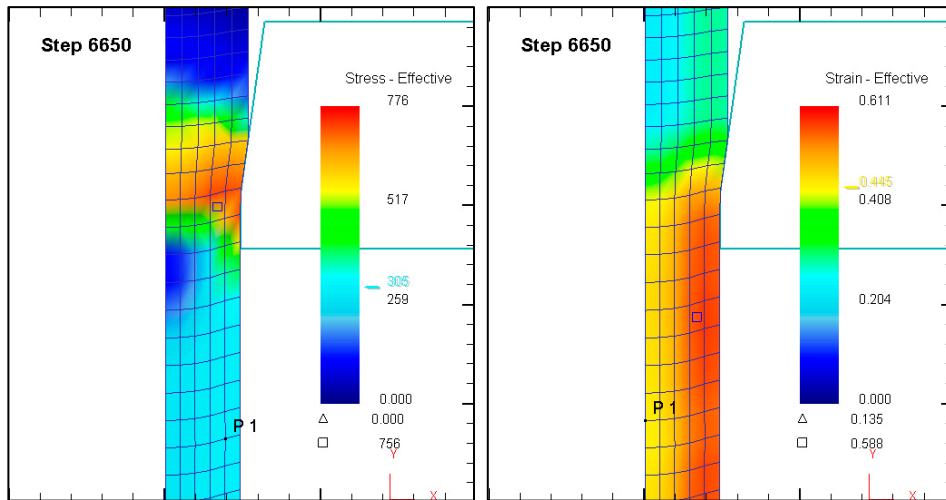 Step 6650
Stress - Effective
776
517
305
259
0.000
0.000
756
P 1
Y
X
Step 6650
Strain - Effective
0.611
0.445
0.408
0.204
0.000
0.135
0.588
P 1
Y
X